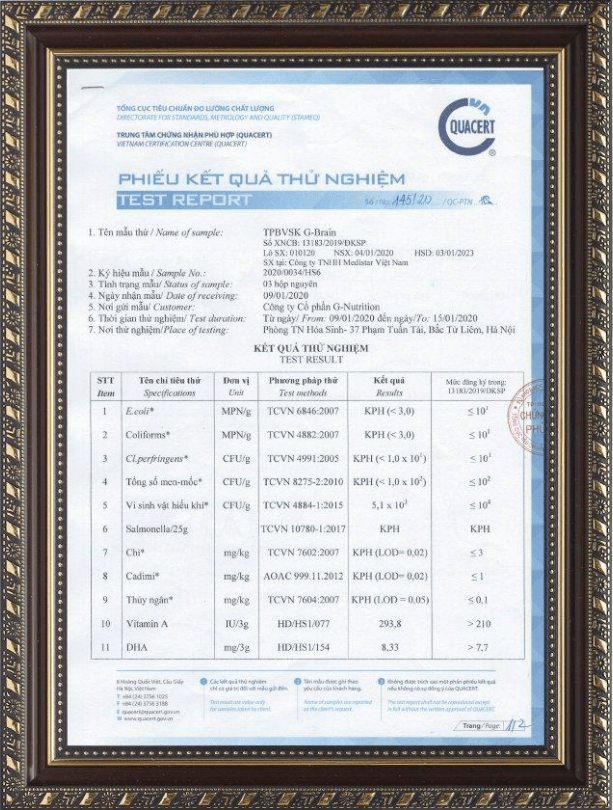 TỔNG CỤC TIÊU CHUẨN ĐO LƯỜNG CHẤT LƯỢNG
DIRECTORATE FOR STANDARDS, METROLOGY AND QUALITY (STAMEQ)
TRUNG TÂM CHỨNG NHẬN PHÙ HỢP (QUACERT)
VIETNAM CERTIFICATION CENTRE (QUACERT)
QUACERT
®
PHIẾU KẾT QUẢ THỬ NGHIỆM
TEST REPORT
Số / No: /QC-PTN
1. Tên mẫu thử / Name of sample: TPBVSK G-Brain
Số XNCB: 13183/2019/ĐKSP
Lô SX: 010120 NSX: 04/01/2020 HSD: 03/01/2023
SX tại: Công ty TNHH Medistar Việt Nam
2. Ký hiệu mẫu / Sample No.: 2020/0034/HS6
3. Tình trạng mẫu/ Status of sample: 03 hộp nguyên
4. Ngày nhận mẫu/ Date of receiving: 09/01/2020
5. Nơi gửi mẫu/ Customer: Công ty Cổ phần G-Nutrition
6. Thời gian thử nghiệm/ Test duration: Từ ngày/ From: 09/01/2020 đến ngày/To: 15/01/2020
7. Nơi thử nghiệm/Place of testing: Phòng TN Hóa Sinh- 37 Phạm Tuấn Tài, Bắc Từ Liêm, Hà Nội
KẾT QUẢ THỬ NGHIỆM
TEST RESULT
STT Tên chỉ tiêu thử Đơn vị Phương pháp thử Kết quả Mức đăng ký trong:
Item Specifications Unit Test methods Results 13183/2019/ĐKSP
1 E.coli* MPN/g TCVN 6846:2007 KPH (< 3,0) ≤ 10¹
2 Coliforms* MPN/g TCVN 4882:2007 KPH (< 3,0) ≤ 10¹
3 Cl.perfringens* CFU/g TCVN 4991:2005 KPH (< 1,0 x 10¹) ≤ 10¹
4 Tổng số men-mốc* CFU/g TCVN 8275-2:2010 KPH (< 1,0 x 10²) ≤ 10²
5 Vi sinh vật hiếu khí* CFU/g TCVN 4884-1:2015 5,1 x 10³ ≤ 10⁴
6 Salmonella/25g TCVN 10780-1:2017 KPH KPH
7 Chì* mg/kg TCVN 7602:2007 KPH (LOD= 0,02) ≤ 3
8 Cadimi* mg/kg AOAC 999.11.2012 KPH (LOD= 0,02) ≤ 1
9 Thủy ngân* mg/kg TCVN 7604:2007 KPH (LOD = 0,05) ≤ 0,1
10 Vitamin A IU/3g HD/HS1/077 293,8 > 210
11 DHA mg/3g HD/HS1/154 8,33 > 7,7
8 Hoàng Quốc Việt, Cầu Giấy
Hà Nội, Việt Nam
T +84 (24) 3756 1025
F +84 (24) 3756 3188
E quacert@quacert.gov.vn
W www.quacert.gov.vn
1 Các kết quả thử nghiệm
chỉ có giá trị đối với mẫu gửi đến.
Test result are value only
for samples taken by client.
2 Tên mẫu được ghi theo
yêu cầu của khách hàng.
Name of samples are reported
as the client's request.
3 Không được trích sao một phần phiếu kết quả
nếu không có sự đồng ý của QUACERT.
The test report shall not be reproduced except
in full without the written approval of QUACERT.
Trang / Page: 1/2